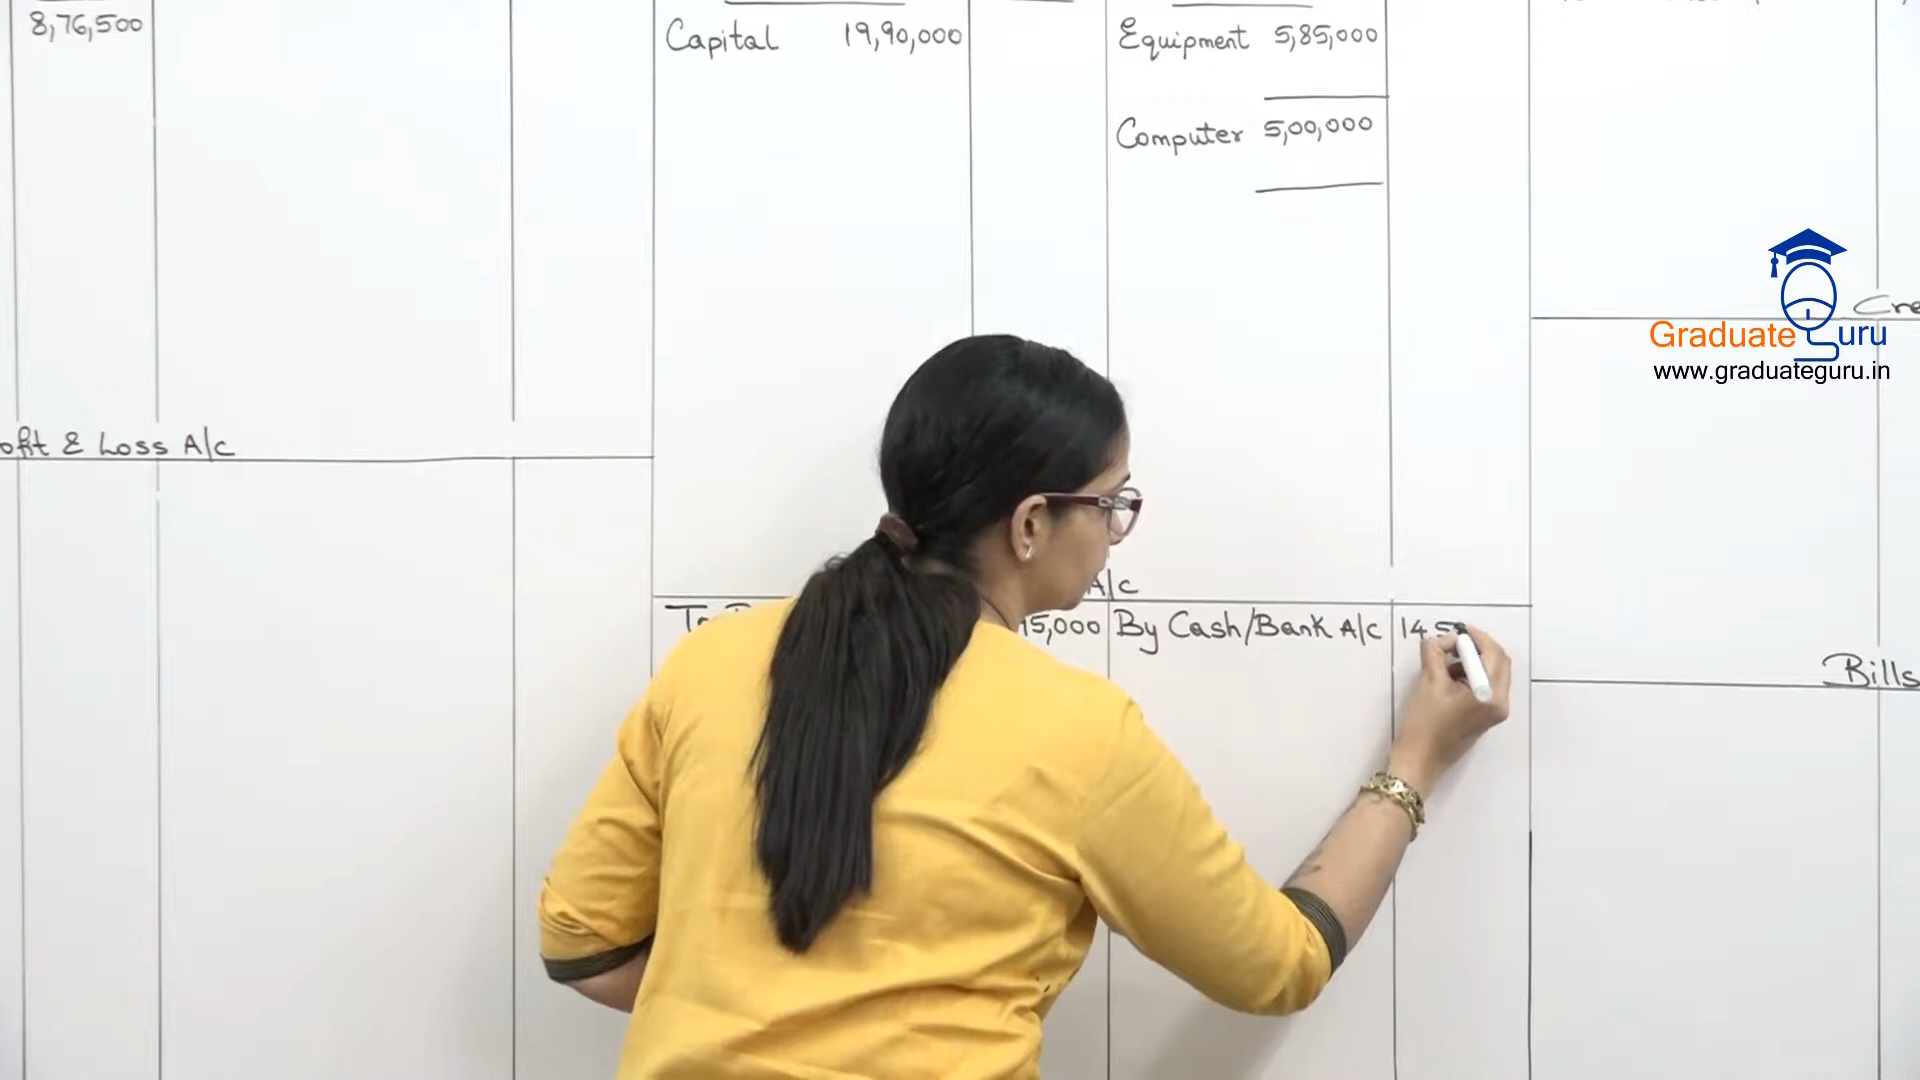 8,76,500
Capital 19,90,000
Equipment 5,85,000
Computer 5,00,000
Graduate Guru
www.graduateguru.in
& Loss A/c
A/c
To
15,000 By Cash/Bank A/c 14,5
Bills